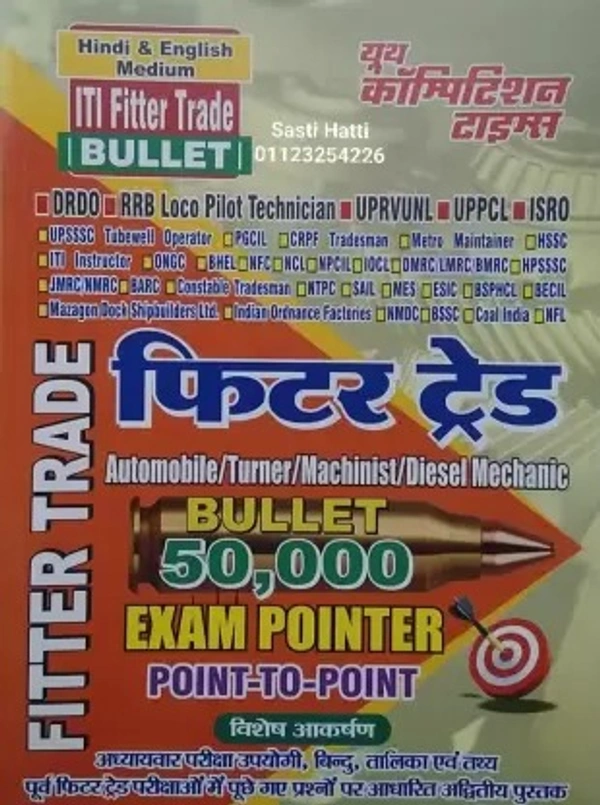 Hindi & English
Medium
ITI Fitter Trade
BULLET
यूथ
कॉम्पिटिशन
टाइम्स
Sasti Hatti
01123254226
DRDO RRB Loco Pilot Technician UPRVUNL UPPCL ISRO
UPSSSC Tubewell Operator PGCIL CRPF Tradesman Metro Maintainer HSSC
ITI Instructor ONGC BHEL NFC NCL NPCIL IOCL DMRC/LMRC/BMRC HPSSSC
JMRC/NMRC BARC Constable Tradesman NTPC SAIL MES ESIC BSPHCL BECIL
Mazagon Dock Shipbuilders Ltd. Indian Ordnance Factories NMDC BSSC Coal India NFL
फिटर ट्रेड
FITTER TRADE
Automobile/Turner/Machinist/Diesel Mechanic
BULLET
50,000
EXAM POINTER
POINT-TO-POINT
विशेष आकर्षण
अध्यायवार परीक्षा उपयोगी, बिन्दु, तालिका एवं तथ्य
पूर्व फिटर ट्रेड परीक्षाओं में पूछे गए प्रश्नों पर आधारित अद्वितीय पुस्तक